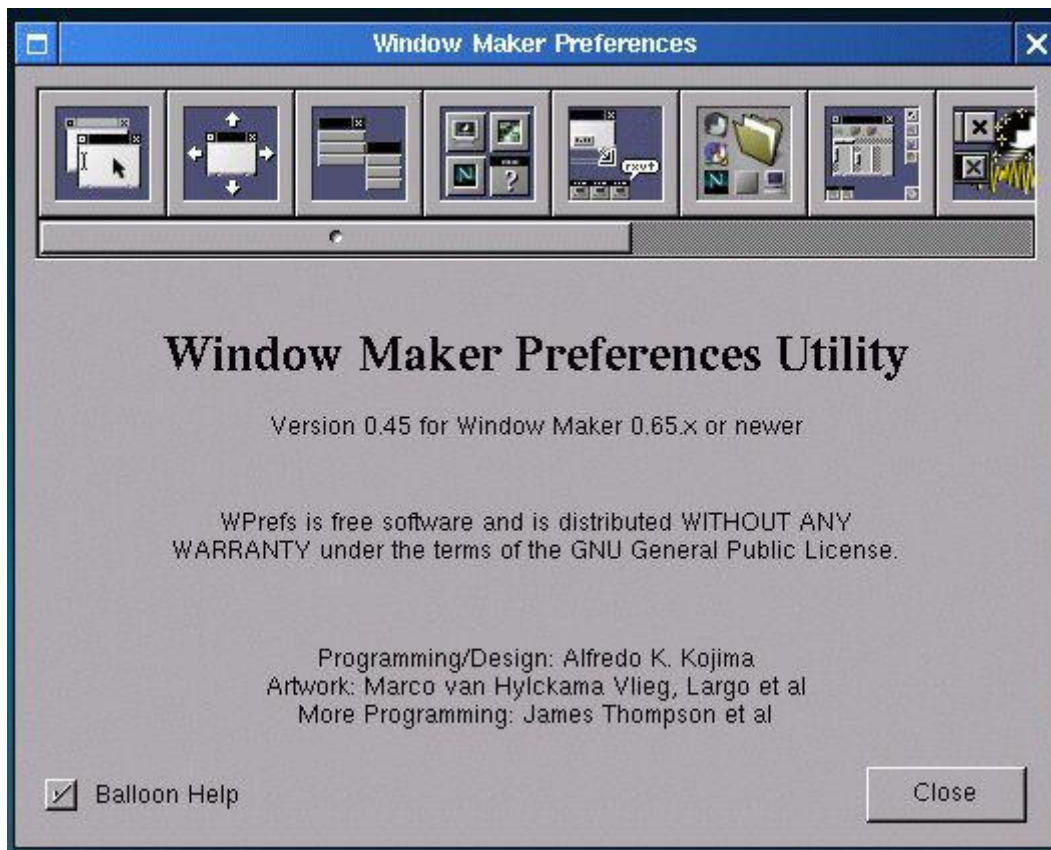 Window Maker Preferences
rxvt
N
?
N
Window Maker Preferences Utility
Version 0.45 for Window Maker 0.65.x or newer
WPrefs is free software and is distributed WITHOUT ANY
WARRANTY under the terms of the GNU General Public License.
Programming/Design: Alfredo K. Kojima
Artwork: Marco van Hylckama Vlieg, Largo et al
More Programming: James Thompson et al
Balloon Help
Close